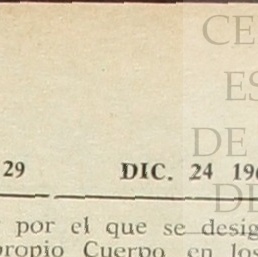 CE
ES
29 DIC. 24 196
DE
DE
por el que se desig
propio Cuerpo en los